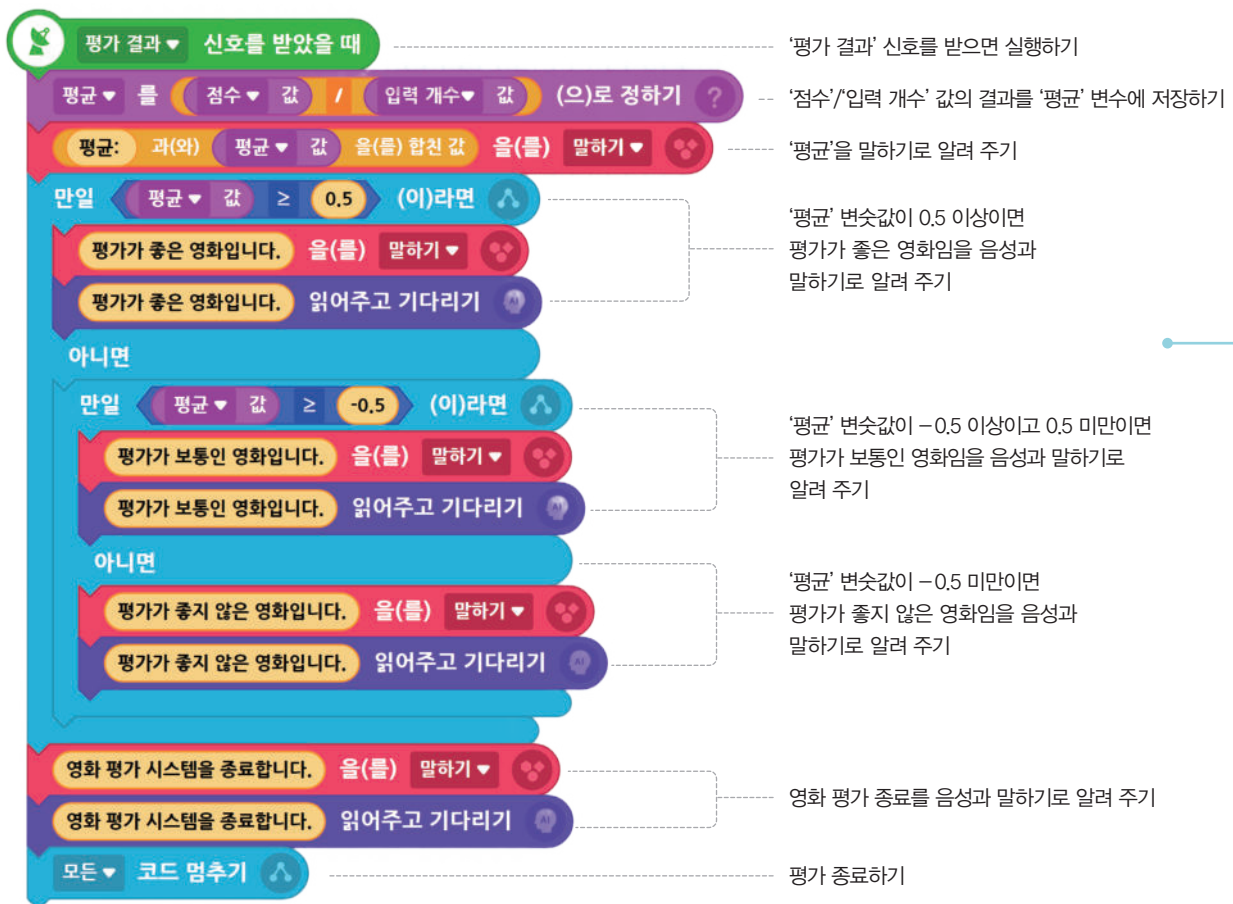 평가 결과 ▼ 신호를 받았을 때
'평가 결과' 신호를 받으면 실행하기
평균 ▼ 를 점수 ▼ 값 / 입력 개수 ▼ 값 (으)로 정하기 ?
'점수'/'입력 개수' 값의 결과를 '평균' 변수에 저장하기
평균: 과(와) 평균 ▼ 값 을(를) 합친 값 을(를) 말하기 ▼
'평균'을 말하기로 알려 주기
만일 평균 ▼ 값 ≥ 0.5 (이)라면
평가가 좋은 영화입니다. 을(를) 말하기 ▼
평가가 좋은 영화입니다. 읽어주고 기다리기
'평균' 변숫값이 0.5 이상이면
평가가 좋은 영화임을 음성과
말하기로 알려 주기
아니면
만일 평균 ▼ 값 ≥ -0.5 (이)라면
평가가 보통인 영화입니다. 을(를) 말하기 ▼
평가가 보통인 영화입니다. 읽어주고 기다리기 AI
'평균' 변숫값이 -0.5 이상이고 0.5 미만이면
평가가 보통인 영화임을 음성과 말하기로
알려 주기
아니면
평가가 좋지 않은 영화입니다. 을(를) 말하기 ▼
평가가 좋지 않은 영화입니다. 읽어주고 기다리기 AI
'평균' 변숫값이 -0.5 미만이면
평가가 좋지 않은 영화임을 음성과
말하기로 알려 주기
영화 평가 시스템을 종료합니다. 을(를) 말하기 ▼
영화 평가 시스템을 종료합니다. 읽어주고 기다리기 AI
영화 평가 종료를 음성과 말하기로 알려 주기
모든 ▼ 코드 멈추기
평가 종료하기